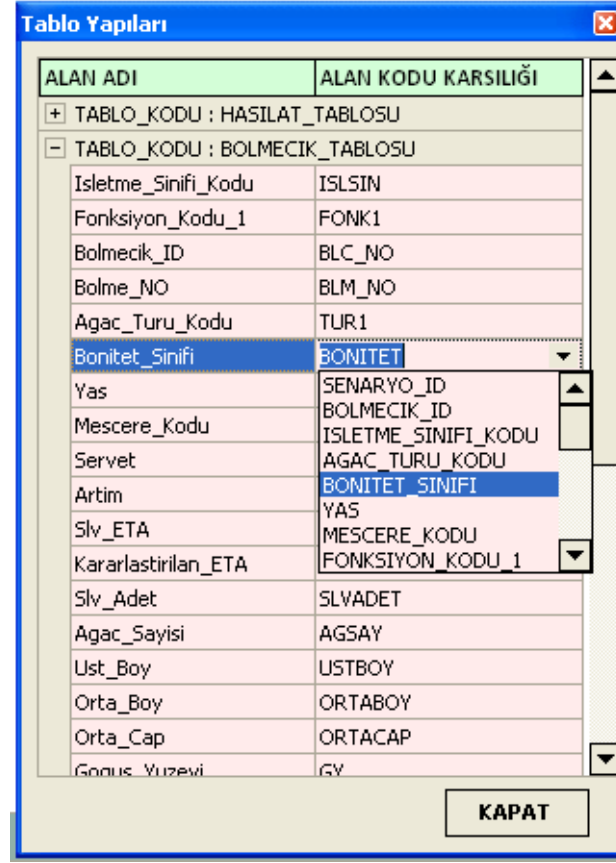 Tablo Yapıları
ALAN ADI ALAN KODU KARSILIĞI
TABLO_KODU : HASILAT_TABLOSU
TABLO_KODU : BOLMECIK_TABLOSU
Isletme_Sinifi_Kodu ISLSIN
Fonksiyon_Kodu_1 FONK1
Bolmecik_ID BLC_NO
Bolme_NO BLM_NO
Agac_Turu_Kodu TUR1
Bonitet_Sinifi BONITET
Yas
Mescere_Kodu
Servet
Artim
Slv_ETA
Kararlastirilan_ETA
SENARYO_ID
BOLMECIK_ID
ISLETME_SINIFI_KODU
AGAC_TURU_KODU
BONITET_SINIFI
YAS
MESCERE_KODU
FONKSIYON_KODU_1
Slv_Adet SLVADET
Agac_Sayisi AGSAY
Ust_Boy USTBOY
Orta_Boy ORTABOY
Orta_Cap ORTACAP
Gogus_Yuzeyi GY
KAPAT